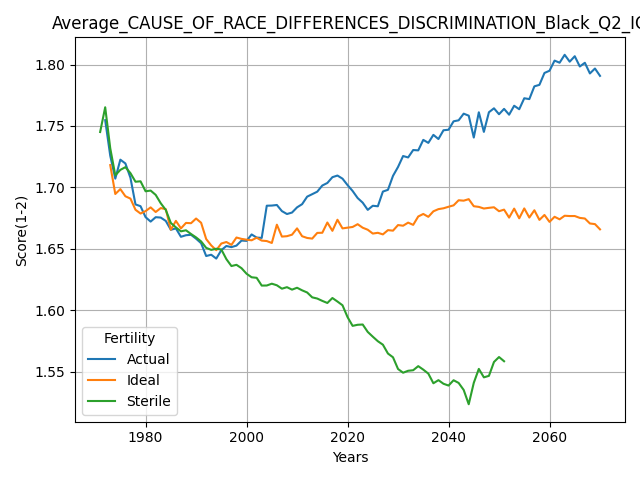 Average_CAUSE_OF_RACE_DIFFERENCES_DISCRIMINATION_Black_Q2_IC
Score(1-2)
1.80
1.75
1.70
1.65
1.60
1.55
Fertility
Actual
Ideal
Sterile
1980 2000 2020 2040 2060
Years